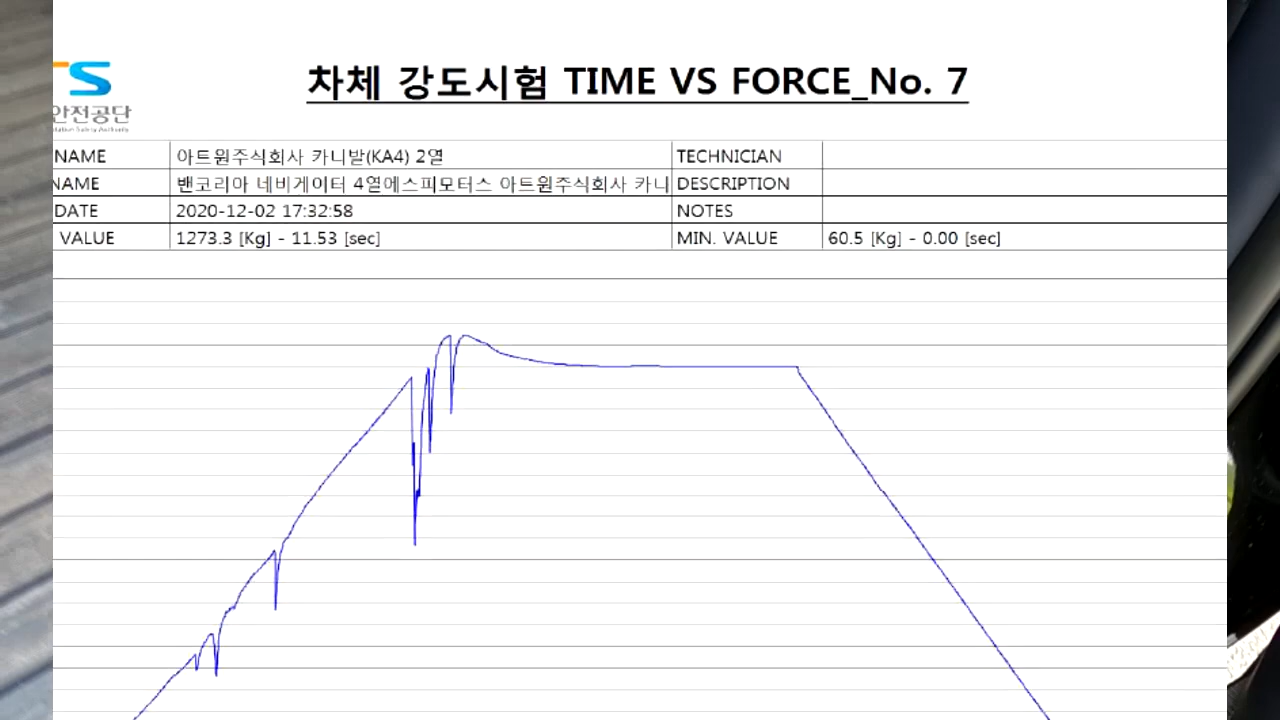 차체 강도시험 TIME VS FORCE_No. 7
TS
안전공단
NAME 아트원주식회사 카니발(KA4) 2열 TECHNICIAN
NAME 밴코리아 네비게이터 4열에스피모터스 아트원주식회사 카니 DESCRIPTION
DATE 2020-12-02 17:32:58 NOTES
VALUE 1273.3 [Kg] - 11.53 [sec] MIN. VALUE 60.5 [Kg] - 0.00 [sec]